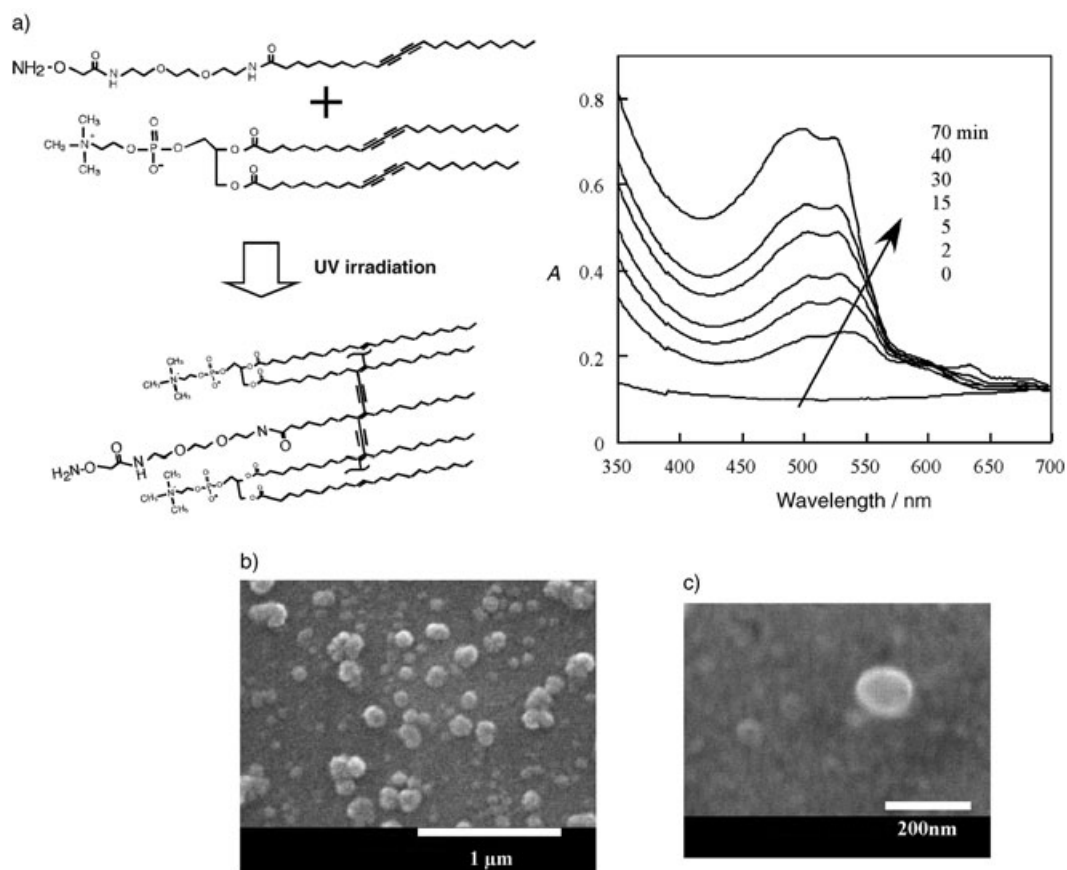 a)
NH₂-O
O
N
H
O
O
H
N
O
+
CH₃
H₃C
N
+
CH₃
O
O
P
O
O-
O
O
O
O
O
UV irradiation
CH₃
H₃C
N
+
CH₃
O
O
P
O
O-
O
O
O
O
O
H₂N
O
O
N
H
O
O
N
O
CH₃
CH₃
N
+
CH₃
O
O
P
O
O-
O
O
O
O
O
0.8
0.6
0.4
0.2
0
A
350 400 450 500 550 600 650 700
Wavelength / nm
70 min
40
30
15
5
2
0
b)
1 µm
c)
200nm